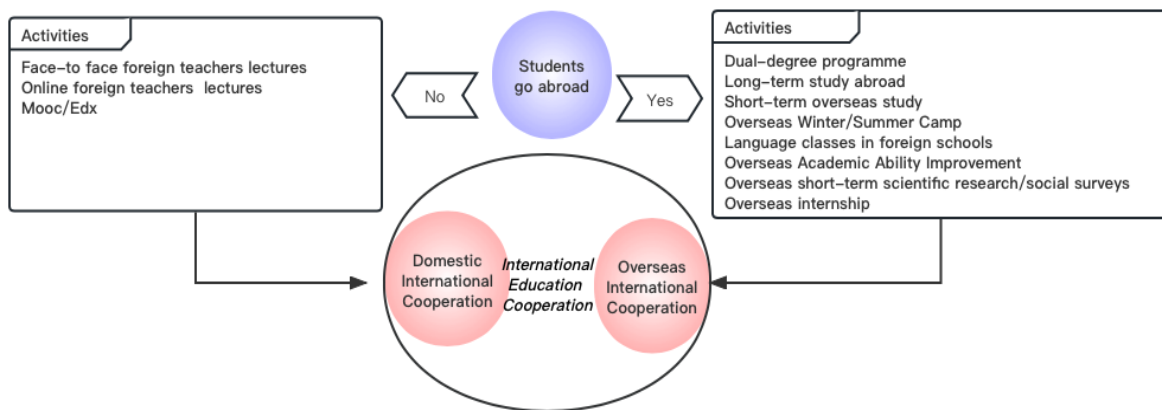 Activities
Face-to face foreign teachers lectures
Online foreign teachers lectures
Mooc/Edx
No
Students
go abroad
Yes
Activities
Dual-degree programme
Long-term study abroad
Short-term overseas study
Overseas Winter/Summer Camp
Language classes in foreign schools
Overseas Academic Ability Improvement
Overseas short-term scientific research/social surveys
Overseas internship
Domestic
International
Cooperation
International
Education
Cooperation
Overseas
International
Cooperation